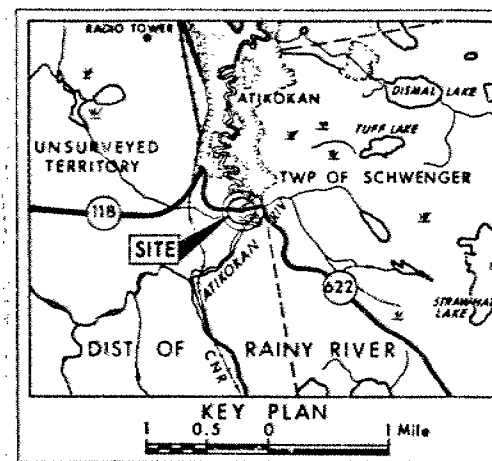 RADIO TOWER
ATIKOKAN
DISMAL LAKE
TUFF LAKE
UNSURVEYED
TERRITORY
TWP OF SCHWENGER
118
SITE
ATIKOKAN RIV
622
LAKE
DIST OF RAINY RIVER
CNR
KEY PLAN
1 0.5 0 1 Mile